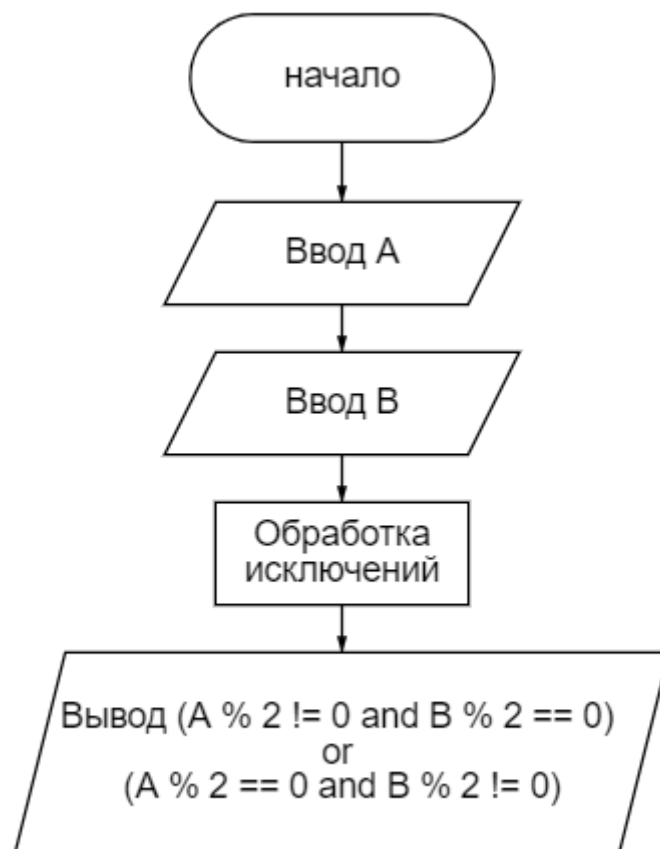 начало
Ввод A
Ввод B
Обработка
исключений
Вывод (A % 2 != 0 and B % 2 == 0)
or
(A % 2 == 0 and B % 2 != 0)